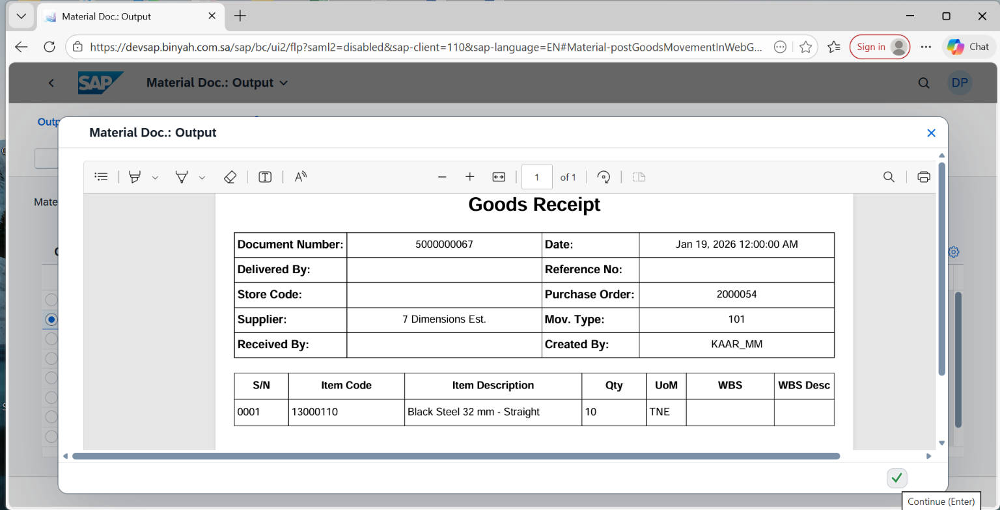 Material Doc.: Output
https://devsap.binyah.com.sa/sap/bc/ui2/flp?saml2=disabled&sap-client=110&sap-language=EN#Material-postGoodsMovementInWebG...
Sign in
Chat
SAP
Material Doc.: Output
DP
Outp
Material Doc.: Output
1 of 1
Mate
Goods Receipt
Document Number: 5000000067 Date: Jan 19, 2026 12:00:00 AM
Delivered By: Reference No:
Store Code: Purchase Order: 2000054
Supplier: 7 Dimensions Est. Mov. Type: 101
Received By: Created By: KAAR_MM
S/N Item Code Item Description Qty UoM WBS WBS Desc
0001 13000110 Black Steel 32 mm - Straight 10 TNE
Continue (Enter)